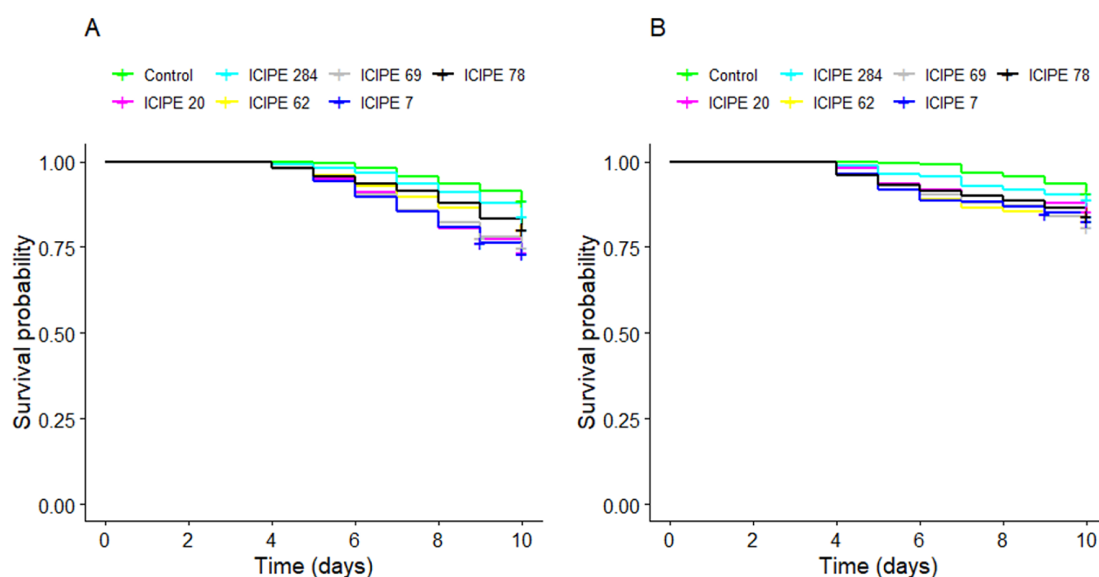 A
Control ICIPE 284 ICIPE 69 ICIPE 78
ICIPE 20 ICIPE 62 ICIPE 7
1.00
0.75
0.50
0.25
0.00
Survival probability
0 2 4 6 8 10
Time (days)
B
Control ICIPE 284 ICIPE 69 ICIPE 78
ICIPE 20 ICIPE 62 ICIPE 7
1.00
0.75
0.50
0.25
0.00
Survival probability
0 2 4 6 8 10
Time (days)